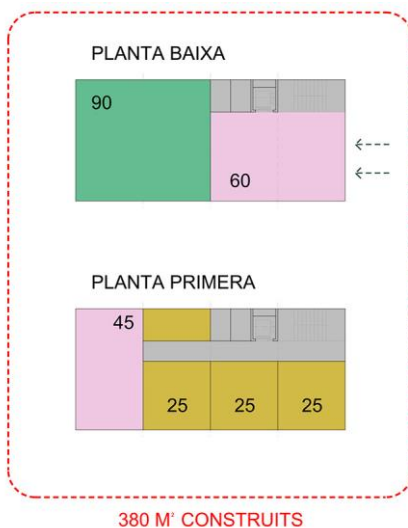 PLANTA BAIXA
90
60
PLANTA PRIMERA
45
25 25 25
380 M² CONSTRUITS